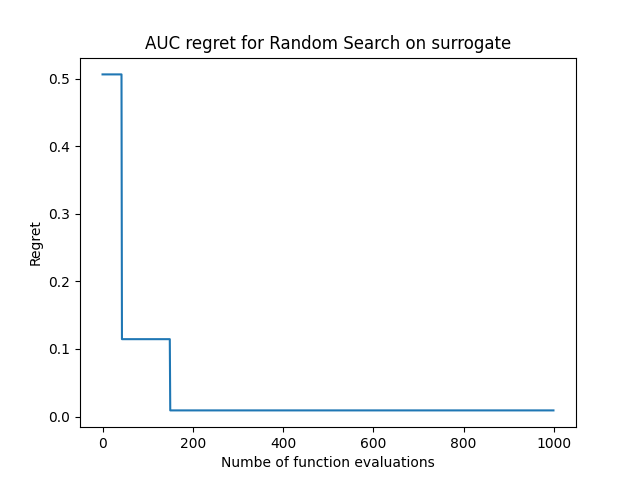 AUC regret for Random Search on surrogate
0.5
0.4
0.3
0.2
0.1
0.0
Regret
0 200 400 600 800 1000
Numbe of function evaluations